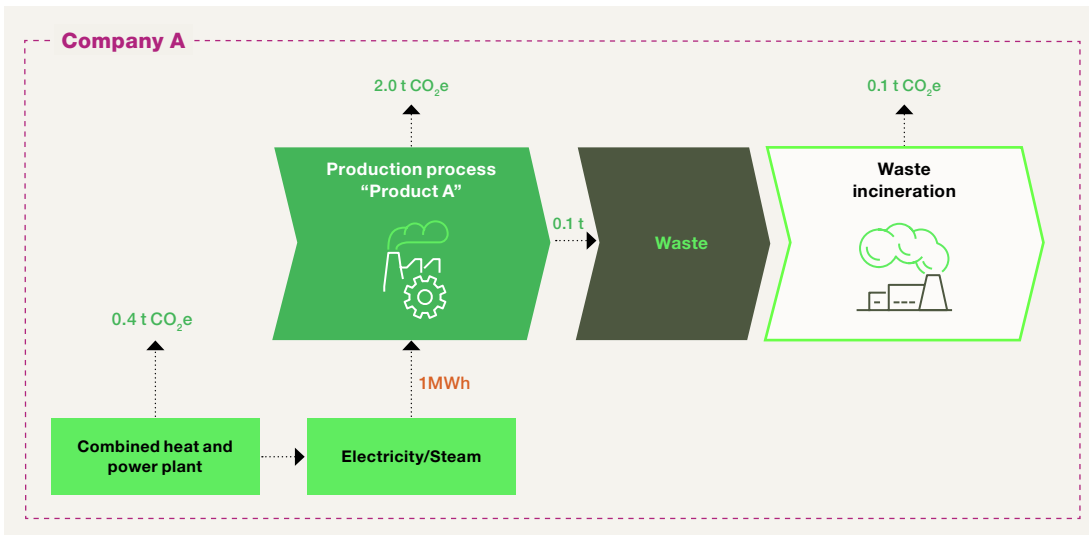 Company A
2.0 t CO₂e
0.1 t CO₂e
Production process
“Product A”
Waste
incineration
0.1 t
Waste
0.4 t CO₂e
1MWh
Combined heat and
power plant
Electricity/Steam